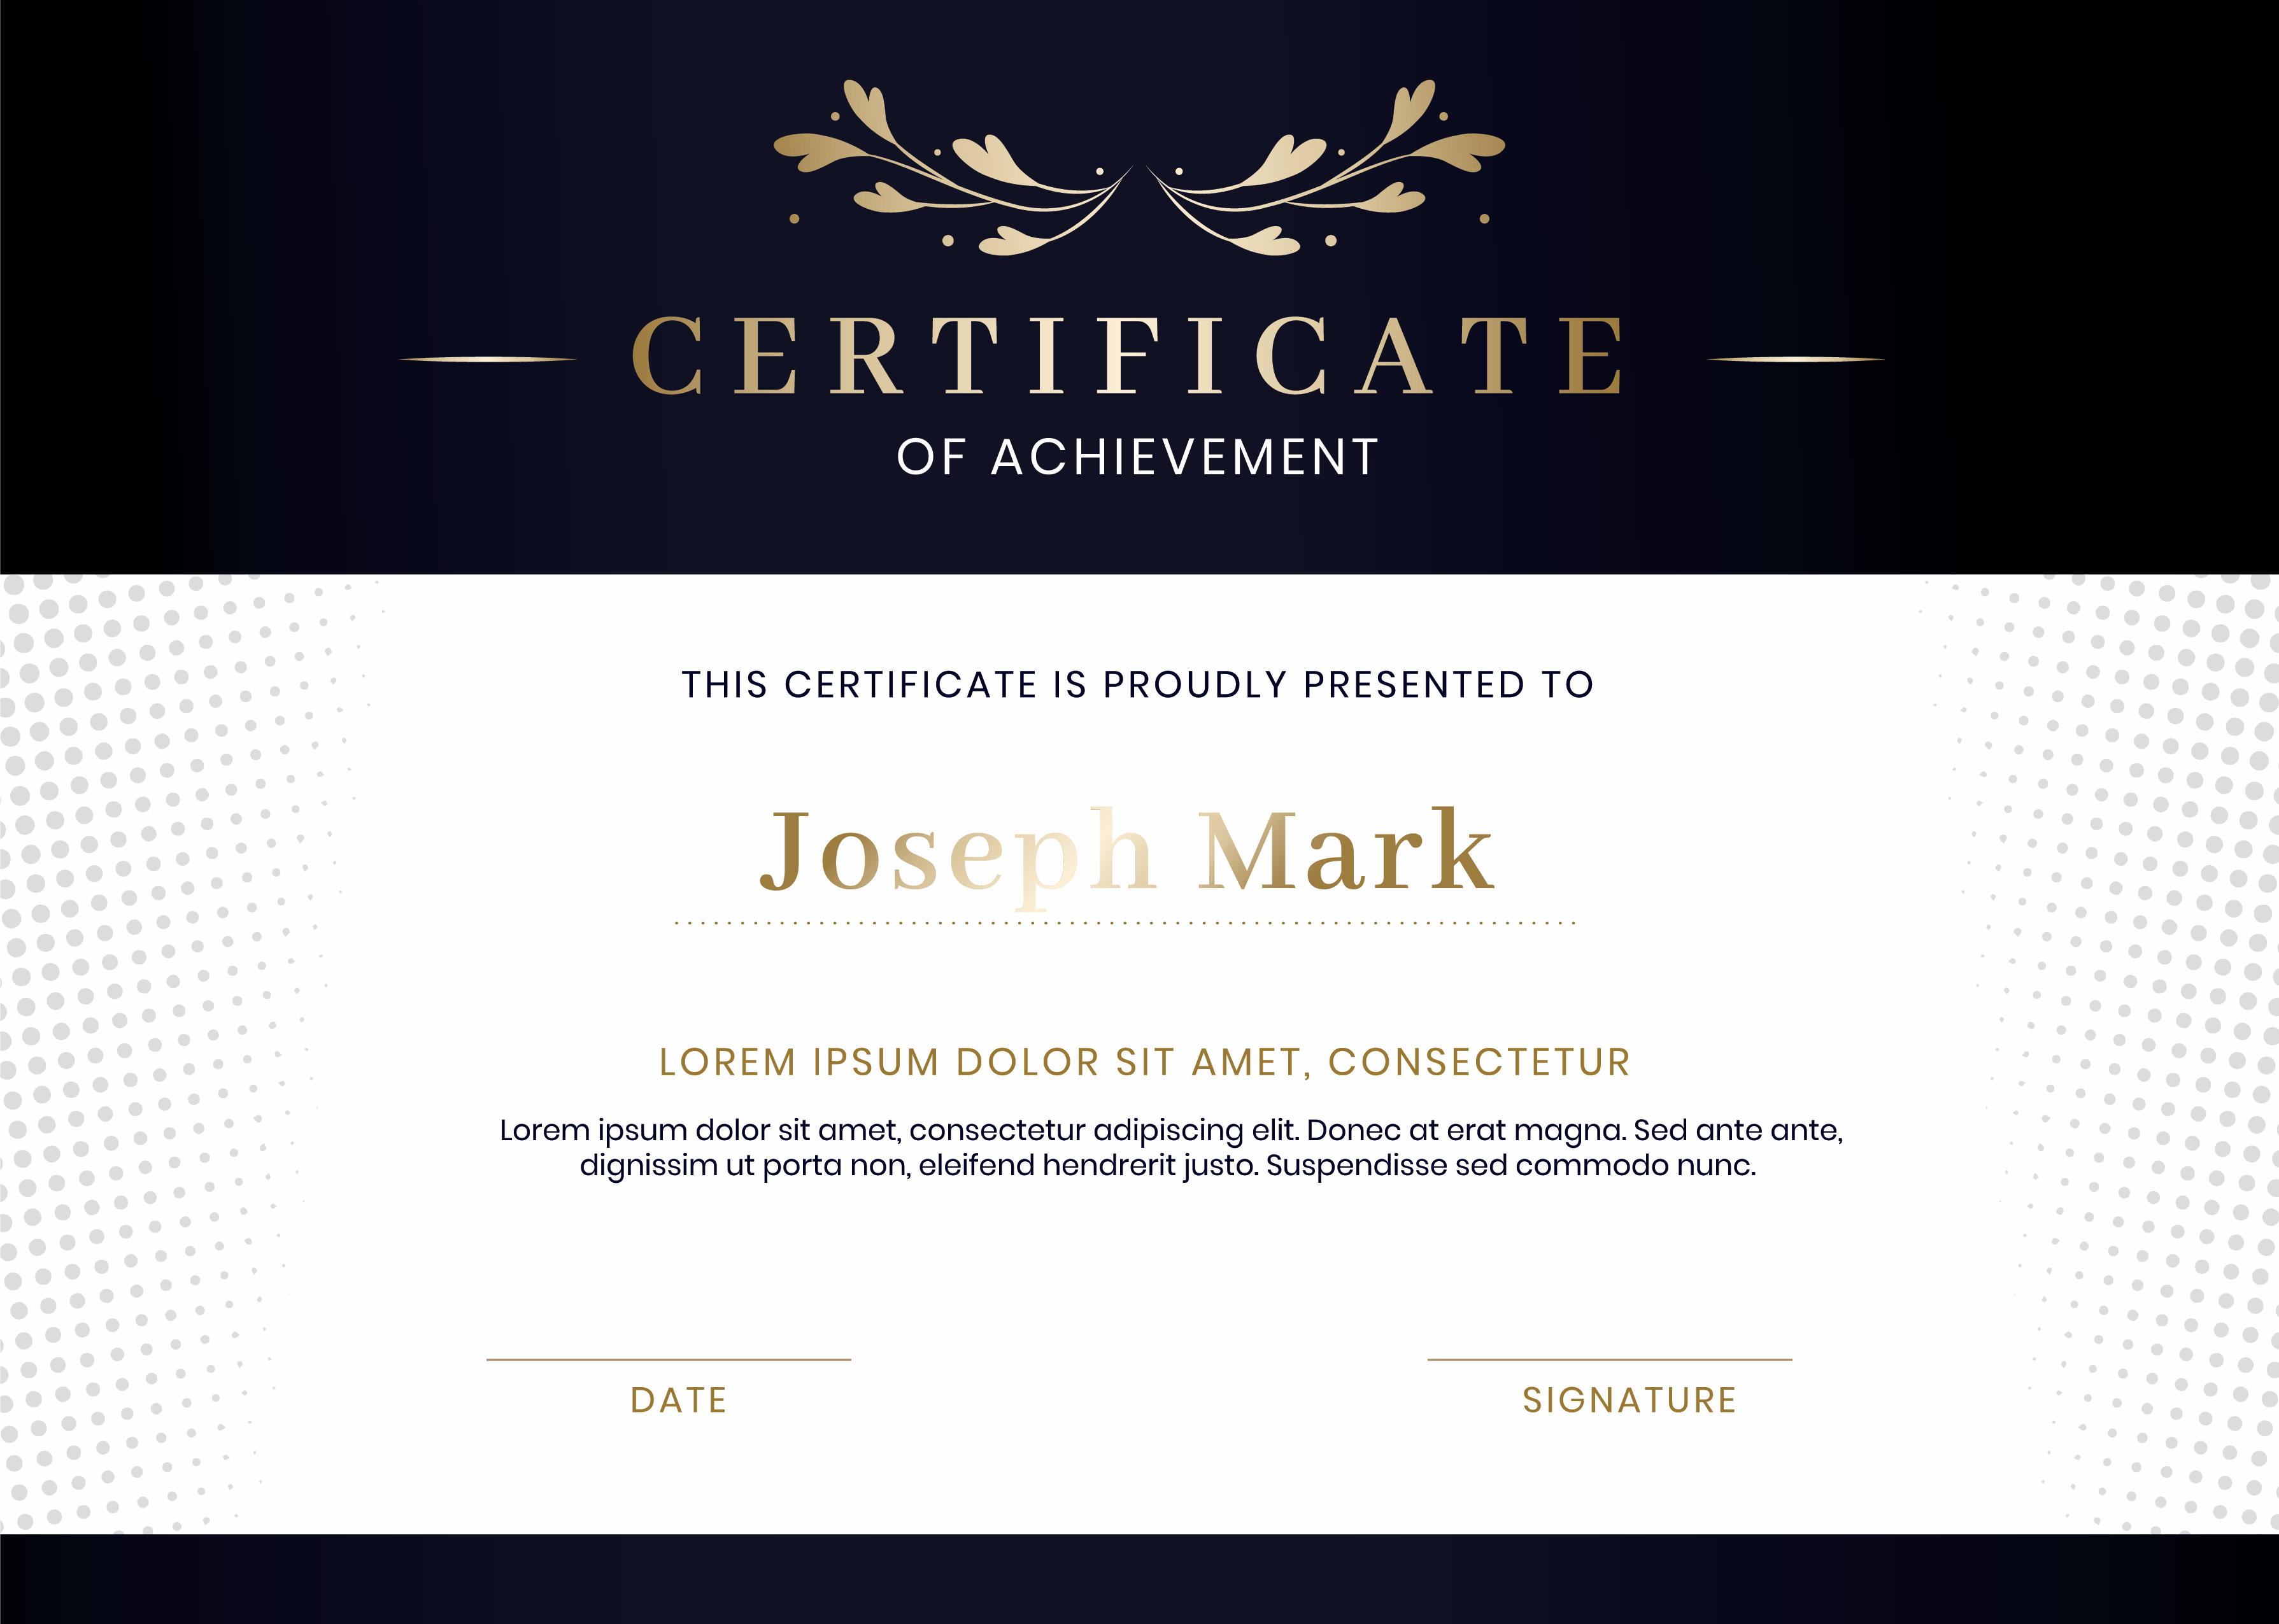 CERTIFICATE
OF ACHIEVEMENT
THIS CERTIFICATE IS PROUDLY PRESENTED TO
Joseph Mark
LOREM IPSUM DOLOR SIT AMET, CONSECTETUR
Lorem ipsum dolor sit amet, consectetur adipiscing elit. Donec at erat magna. Sed ante ante,
dignissim ut porta non, eleifend hendrerit justo. Suspendisse sed commodo nunc.
DATE
SIGNATURE